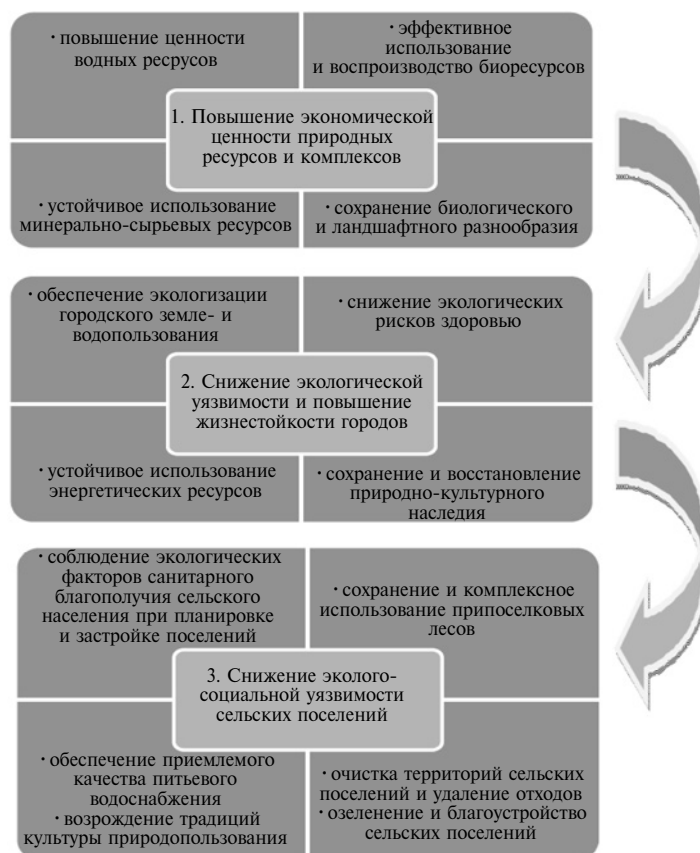 · повышение ценности
водных ресрусов
· эффективное
использование
и воспроизводство биоресурсов
1. Повышение экономической
ценности природных
ресурсов и комплексов
· устойчивое использование
минерально-сырьевых ресурсов
· сохранение биологического
и ландшафтного разнообразия
· обеспечение экологизации
городского земле- и
водопользования
· снижение экологических
рисков здоровью
2. Снижение экологической
уязвимости и повышение
жизнестойкости городов
· устойчивое использование
энергетических ресурсов
· сохранение и восстановление
природно-культурного
наследия
· соблюдение экологических
факторов санитарного
благополучия сельского
населения при планировке
и застройке поселений
· сохранение и комплексное
использование припоселковых
лесов
3. Снижение эколого-
социальной уязвимости
сельских поселений
· обеспечение приемлемого
качества питьевого
водоснабжения
· возрождение традиций
культуры природопользования
· очистка территорий сельских
поселений и удаление отходов
· озеленение и благоустройство
сельских поселений